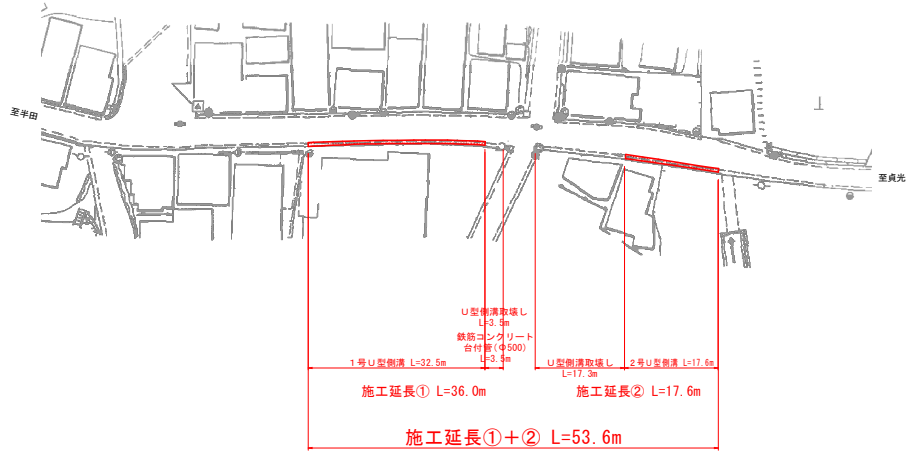 至半田
至貞光
U型側溝取壊し
L=3.5m
鉄筋コンクリート
台付管(Φ500)
L=3.5m
1号U型側溝 L=32.5m
U型側溝取壊し
L=17.3m
2号U型側溝 L=17.6m
施工延長① L=36.0m
施工延長② L=17.6m
施工延長①+② L=53.6m